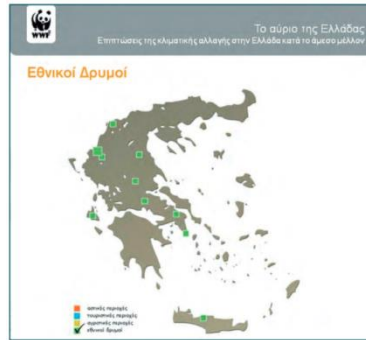 WWF
Το αύριο της Ελλάδας
Επιπτώσεις της κλιματικής αλλαγής στην Ελλάδα κατά το άμεσο μέλλον
Εθνικοί Δρυμοί
αστικές περιοχές
τουριστικές περιοχές
αγροτικές περιοχές
εθνικοί δρυμοί